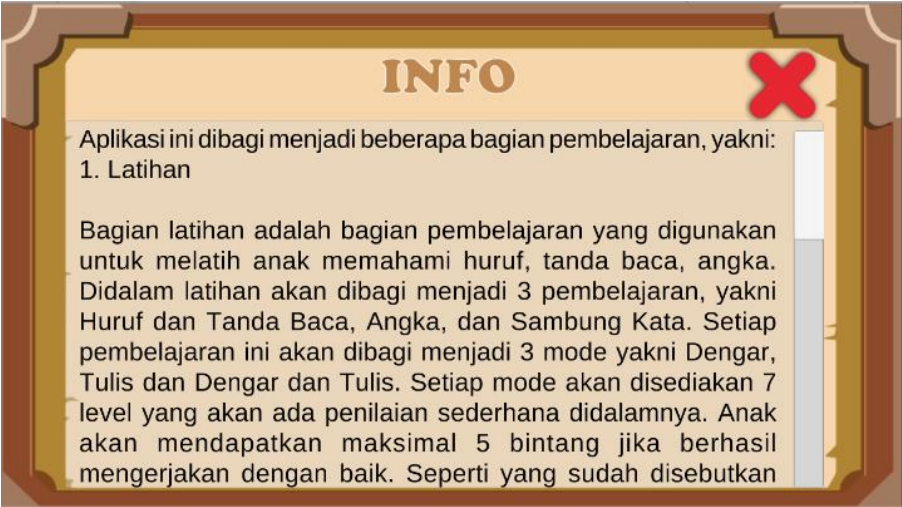 INFO
Aplikasi ini dibagi menjadi beberapa bagian pembelajaran, yakni:
1. Latihan
Bagian latihan adalah bagian pembelajaran yang digunakan
untuk melatih anak memahami huruf, tanda baca, angka.
Didalam latihan akan dibagi menjadi 3 pembelajaran, yakni
Huruf dan Tanda Baca, Angka, dan Sambung Kata. Setiap
pembelajaran ini akan dibagi menjadi 3 mode yakni Dengar,
Tulis dan Dengar dan Tulis. Setiap mode akan disediakan 7
level yang akan ada penilaian sederhana didalamnya. Anak
akan mendapatkan maksimal 5 bintang jika berhasil
mengerjakan dengan baik. Seperti yang sudah disebutkan